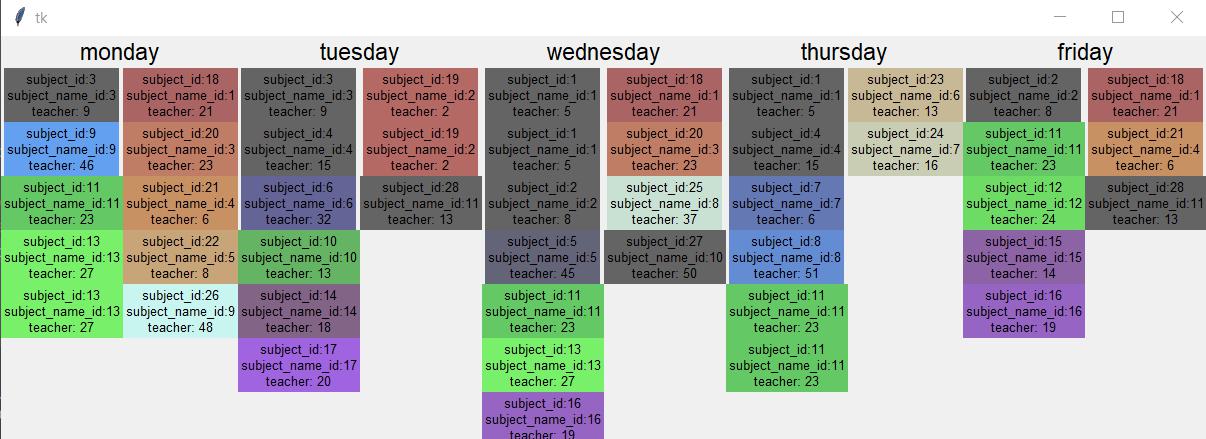 tk
monday
subject_id:3
subject_name_id:3
teacher: 9
subject_id:9
subject_name_id:9
teacher: 46
subject_id:11
subject_name_id:11
teacher: 23
subject_id:13
subject_name_id:13
teacher: 27
subject_id:13
subject_name_id:13
teacher: 27
subject_id:18
subject_name_id:1
teacher: 21
subject_id:20
subject_name_id:3
teacher: 23
subject_id:21
subject_name_id:4
teacher: 6
subject_id:22
subject_name_id:5
teacher: 8
subject_id:26
subject_name_id:9
teacher: 48
tuesday
subject_id:3
subject_name_id:3
teacher: 9
subject_id:4
subject_name_id:4
teacher: 15
subject_id:6
subject_name_id:6
teacher: 32
subject_id:10
subject_name_id:10
teacher: 13
subject_id:14
subject_name_id:14
teacher: 18
subject_id:17
subject_name_id:17
teacher: 20
subject_id:19
subject_name_id:2
teacher: 2
subject_id:19
subject_name_id:2
teacher: 2
subject_id:28
subject_name_id:11
teacher: 13
wednesday
subject_id:1
subject_name_id:1
teacher: 5
subject_id:1
subject_name_id:1
teacher: 5
subject_id:2
subject_name_id:2
teacher: 8
subject_id:5
subject_name_id:5
teacher: 45
subject_id:11
subject_name_id:11
teacher: 23
subject_id:13
subject_name_id:13
teacher: 27
subject_id:16
subject_name_id:16
teacher: 19
subject_id:18
subject_name_id:1
teacher: 21
subject_id:20
subject_name_id:3
teacher: 23
subject_id:25
subject_name_id:8
teacher: 37
subject_id:27
subject_name_id:10
teacher: 50
thursday
subject_id:1
subject_name_id:1
teacher: 5
subject_id:4
subject_name_id:4
teacher: 15
subject_id:7
subject_name_id:7
teacher: 6
subject_id:8
subject_name_id:8
teacher: 51
subject_id:11
subject_name_id:11
teacher: 23
subject_id:11
subject_name_id:11
teacher: 23
subject_id:23
subject_name_id:6
teacher: 13
subject_id:24
subject_name_id:7
teacher: 16
friday
subject_id:2
subject_name_id:2
teacher: 8
subject_id:11
subject_name_id:11
teacher: 23
subject_id:12
subject_name_id:12
teacher: 24
subject_id:15
subject_name_id:15
teacher: 14
subject_id:16
subject_name_id:16
teacher: 19
subject_id:18
subject_name_id:1
teacher: 21
subject_id:21
subject_name_id:4
teacher: 6
subject_id:28
subject_name_id:11
teacher: 13